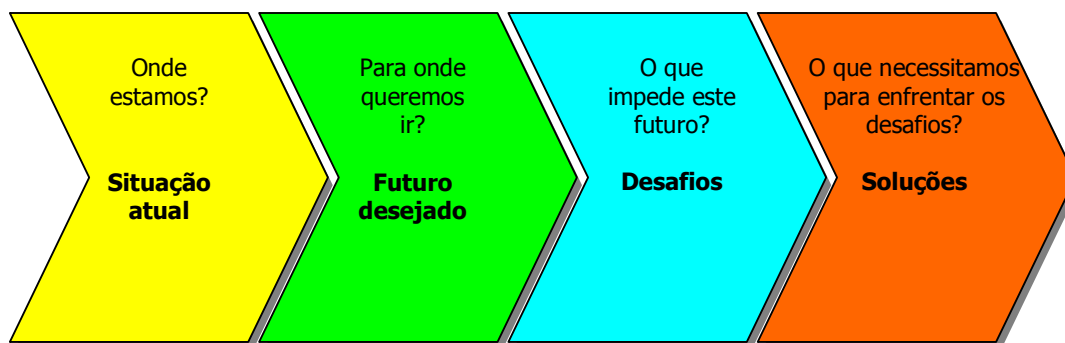 Onde
estamos?
Situação
atual
Para onde
queremos
ir?
Futuro
desejado
O que
impede este
futuro?
Desafios
O que necessitamos
para enfrentar os
desafios?
Soluções